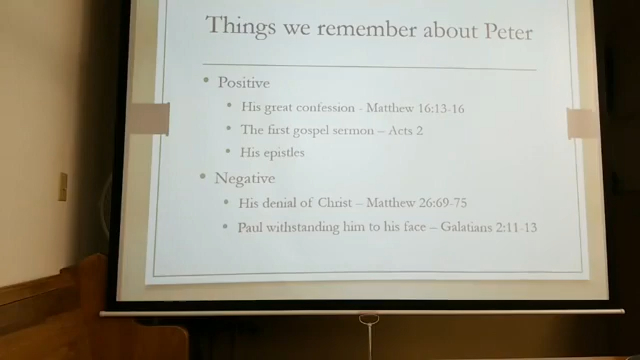 Things we remember about Peter
• Positive
• His great confession - Matthew 16:13-16
• The first gospel sermon – Acts 2
• His epistles
• Negative
• His denial of Christ – Matthew 26:69-75
• Paul withstanding him to his face – Galatians 2:11-13